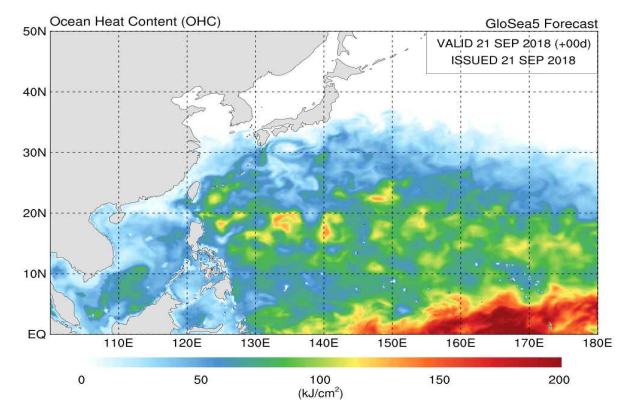 Ocean Heat Content (OHC)
GloSea5 Forecast
VALID 21 SEP 2018 (+00d)
ISSUED 21 SEP 2018
50N
40N
30N
20N
10N
EQ
110E 120E 130E 140E 150E 160E 170E 180E
0 50 100 150 200
(kJ/cm²)